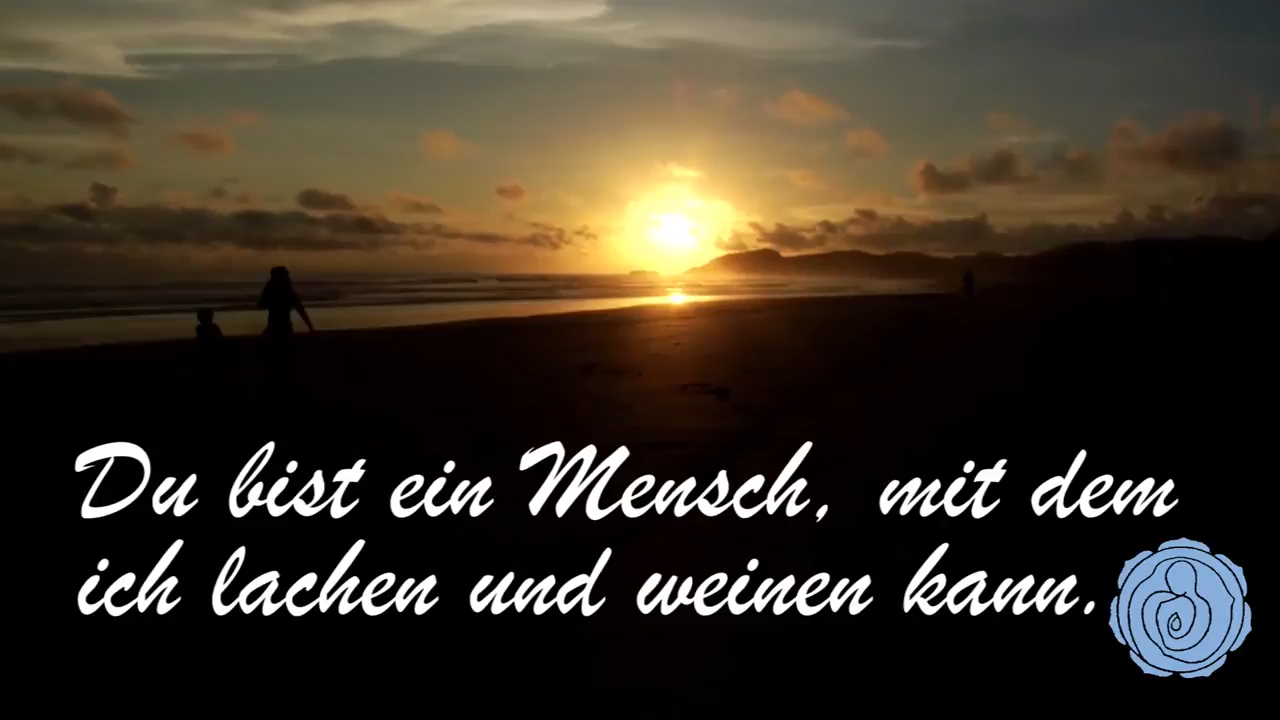 Du bist ein Mensch, mit dem
ich lachen und weinen kann.